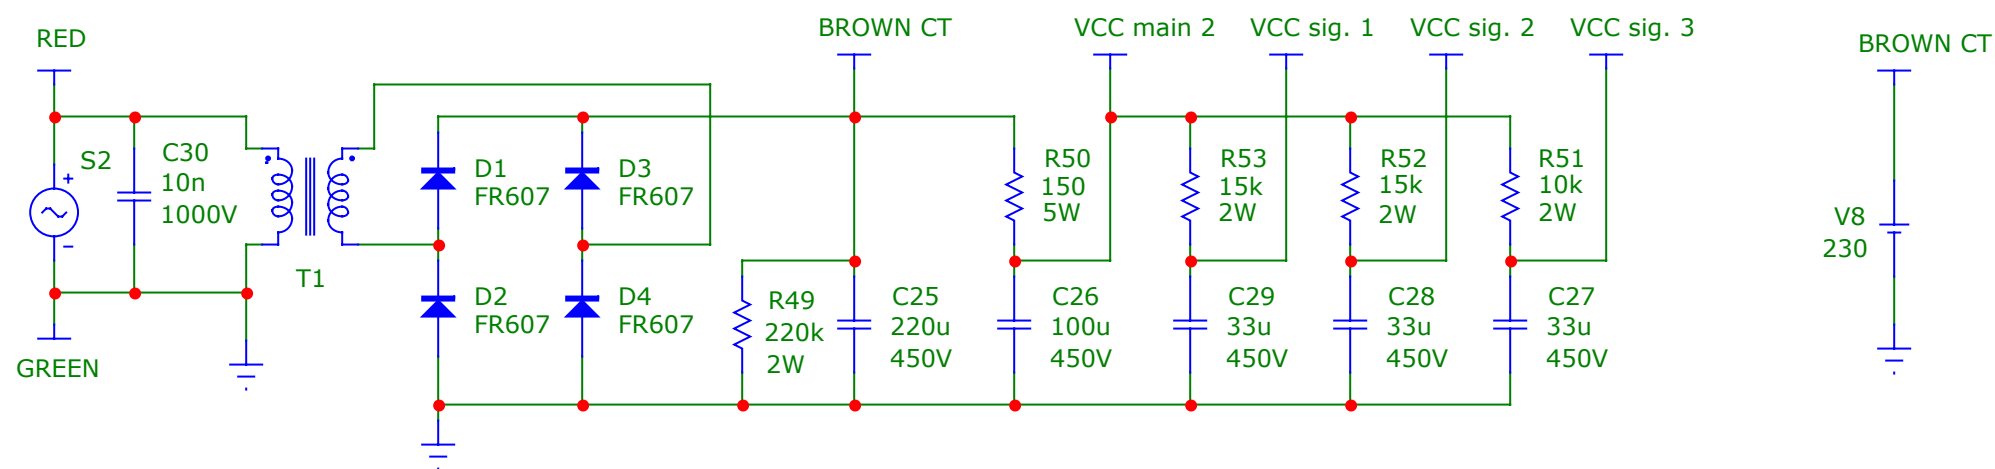 RED
BROWN CT
VCC main 2
VCC sig. 1
VCC sig. 2
VCC sig. 3
BROWN CT
S2
+
−
C30
10n
1000V
T1
D1
FR607
D3
FR607
D2
FR607
D4
FR607
R50
150
5W
R53
15k
2W
R52
15k
2W
R51
10k
2W
R49
220k
2W
C25
220u
450V
C26
100u
450V
C29
33u
450V
C28
33u
450V
C27
33u
450V
V8
230
GREEN